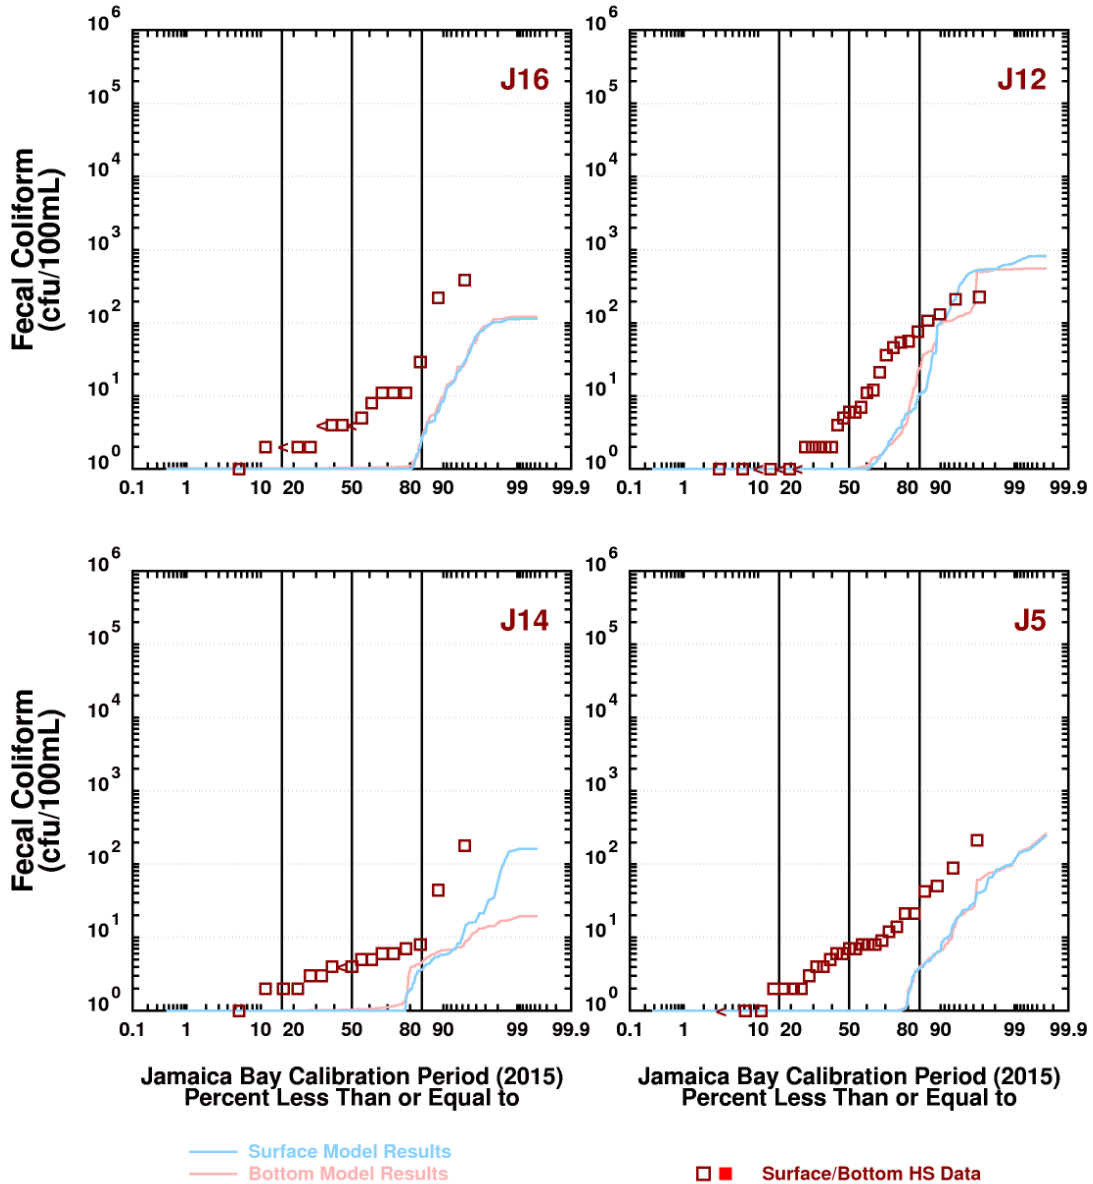 10^6 10^6
J16 J12
10^5 10^5
10^4 10^4
10^3 10^3
10^2 10^2
10^1 10^1
10^0 10^0
Fecal Coliform
(cfu/100mL)
0.1 1 10 20 50 80 90 99 99.9 0.1 1 10 20 50 80 90 99 99.9
10^6 10^6
J14 J5
10^5 10^5
10^4 10^4
10^3 10^3
10^2 10^2
10^1 10^1
10^0 10^0
Fecal Coliform
(cfu/100mL)
0.1 1 10 20 50 80 90 99 99.9 0.1 1 10 20 50 80 90 99 99.9
Jamaica Bay Calibration Period (2015) Jamaica Bay Calibration Period (2015)
Percent Less Than or Equal to Percent Less Than or Equal to
Surface Model Results
Bottom Model Results
Surface/Bottom HS Data